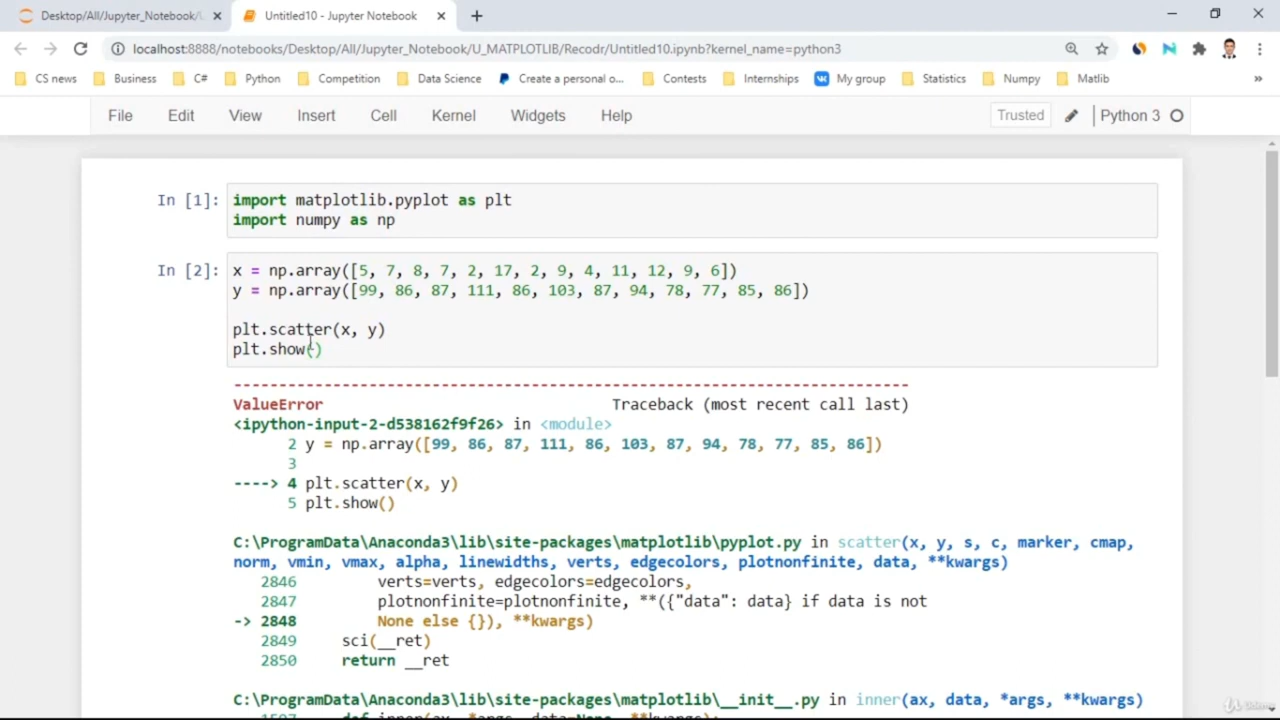 Desktop/All/Jupyter_Notebook/
Untitled10 - Jupyter Notebook
localhost:8888/notebooks/Desktop/All/Jupyter_Notebook/U_MATPLOTLIB/Recodr/Untitled10.ipynb?kernel_name=python3
CS news Business C# Python Competition Data Science Create a personal o... Contests Internships My group Statistics Numpy Matlib »
File Edit View Insert Cell Kernel Widgets Help Trusted Python 3
In [1]: import matplotlib.pyplot as plt
import numpy as np
In [2]: x = np.array([5, 7, 8, 7, 2, 17, 2, 9, 4, 11, 12, 9, 6])
y = np.array([99, 86, 87, 111, 86, 103, 87, 94, 78, 77, 85, 86])
plt.scatter(x, y)
plt.show()
---------------------------------------------------------------------------
ValueError Traceback (most recent call last)
<ipython-input-2-d538162f9f26> in <module>
2 y = np.array([99, 86, 87, 111, 86, 103, 87, 94, 78, 77, 85, 86])
3
----> 4 plt.scatter(x, y)
5 plt.show()
C:\ProgramData\Anaconda3\lib\site-packages\matplotlib\pyplot.py in scatter(x, y, s, c, marker, cmap,
norm, vmin, vmax, alpha, linewidths, verts, edgecolors, plotnonfinite, data, **kwargs)
2846 verts=verts, edgecolors=edgecolors,
2847 plotnonfinite=plotnonfinite, **({"data": data} if data is not
-> 2848 None else {}), **kwargs)
2849 sci(__ret)
2850 return __ret
C:\ProgramData\Anaconda3\lib\site-packages\matplotlib\__init__.py in inner(ax, data, *args, **kwargs)